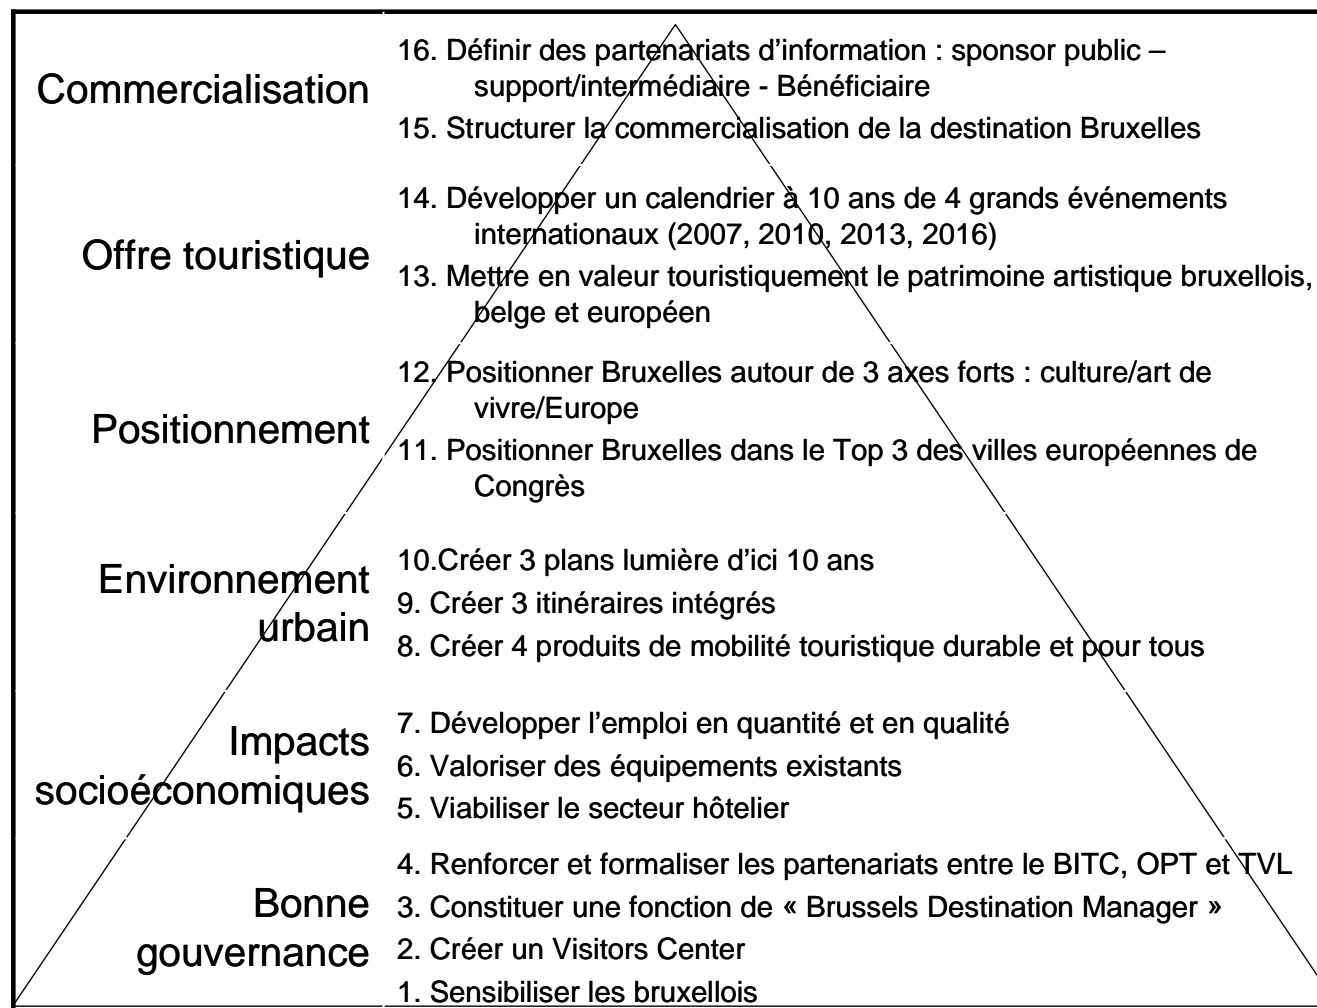 Commercialisation
16. Définir des partenariats d’information : sponsor public –
support/intermédiaire - Bénéficiaire
15. Structurer la commercialisation de la destination Bruxelles
Offre touristique
14. Développer un calendrier à 10 ans de 4 grands événements
internationaux (2007, 2010, 2013, 2016)
13. Mettre en valeur touristiquement le patrimoine artistique bruxellois,
belge et européen
Positionnement
12. Positionner Bruxelles autour de 3 axes forts : culture/art de
vivre/Europe
11. Positionner Bruxelles dans le Top 3 des villes européennes de
Congrès
Environnement
urbain
10.Créer 3 plans lumière d’ici 10 ans
9. Créer 3 itinéraires intégrés
8. Créer 4 produits de mobilité touristique durable et pour tous
Impacts
socioéconomiques
7. Développer l’emploi en quantité et en qualité
6. Valoriser des équipements existants
5. Viabiliser le secteur hôtelier
Bonne
gouvernance
4. Renforcer et formaliser les partenariats entre le BITC, OPT et TVL
3. Constituer une fonction de « Brussels Destination Manager »
2. Créer un Visitors Center
1. Sensibiliser les bruxellois